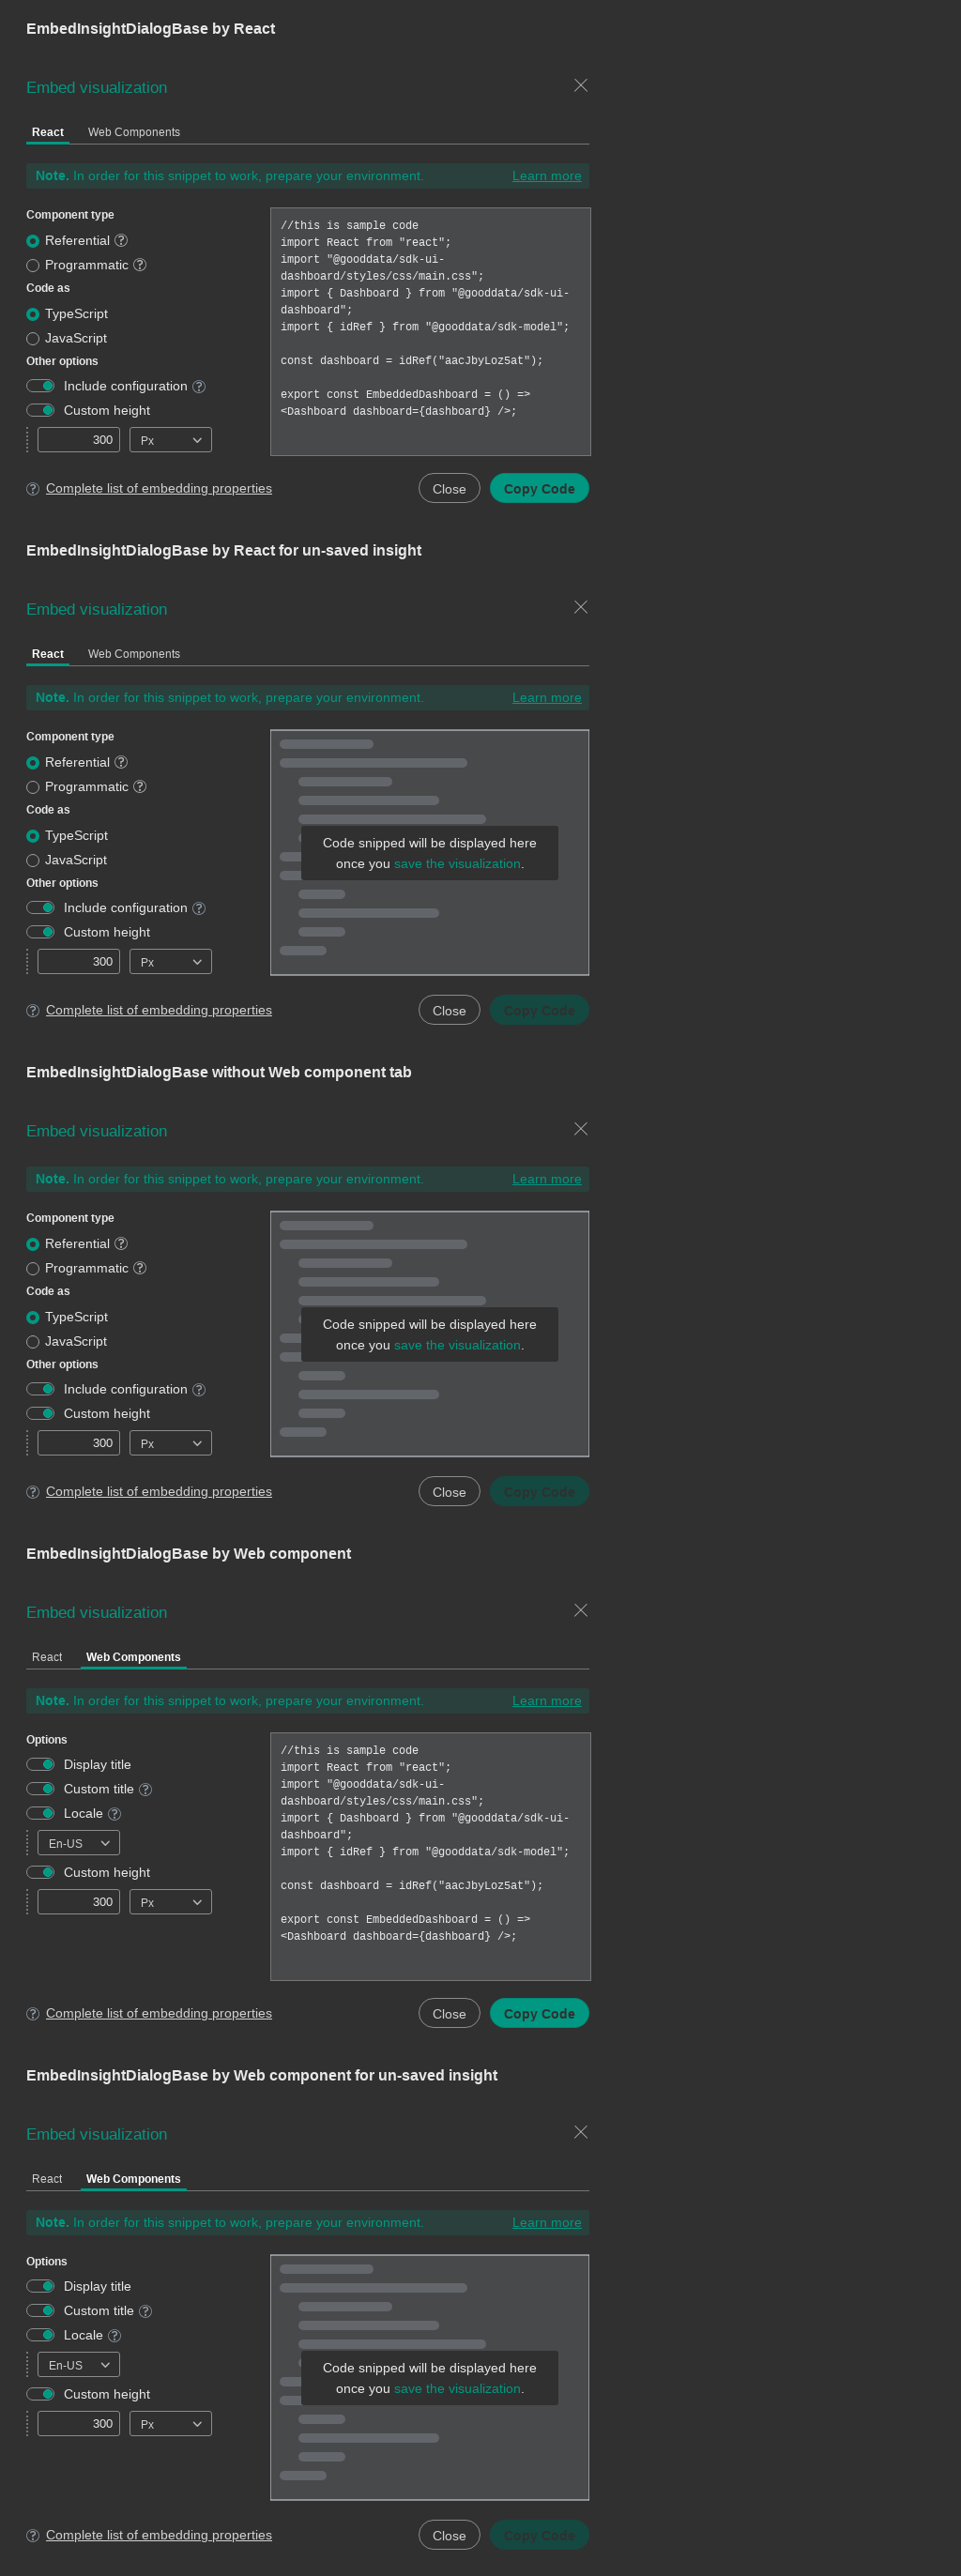 EmbedInsightDialogBase by React
Embed visualization
React Web Components
Note. In order for this snippet to work, prepare your environment. Learn more
Component type
Referential
Programmatic
Code as
TypeScript
JavaScript
Other options
Include configuration
Custom height
300 Px
//this is sample code
import React from "react";
import "@gooddata/sdk-ui-
dashboard/styles/css/main.css";
import { Dashboard } from "@gooddata/sdk-ui-
dashboard";
import { idRef } from "@gooddata/sdk-model";
const dashboard = idRef("aacJbyLoz5at");
export const EmbeddedDashboard = () =>
<Dashboard dashboard={dashboard} />;
Complete list of embedding properties Close Copy Code
EmbedInsightDialogBase by React for un-saved insight
Embed visualization
React Web Components
Note. In order for this snippet to work, prepare your environment. Learn more
Component type
Referential
Programmatic
Code as
TypeScript
JavaScript
Other options
Include configuration
Custom height
300 Px
Code snipped will be displayed here
once you save the visualization.
Complete list of embedding properties Close Copy Code
EmbedInsightDialogBase without Web component tab
Embed visualization
Note. In order for this snippet to work, prepare your environment. Learn more
Component type
Referential
Programmatic
Code as
TypeScript
JavaScript
Other options
Include configuration
Custom height
300 Px
Code snipped will be displayed here
once you save the visualization.
Complete list of embedding properties Close Copy Code
EmbedInsightDialogBase by Web component
Embed visualization
React Web Components
Note. In order for this snippet to work, prepare your environment. Learn more
Options
Display title
Custom title
Locale
En-US
Custom height
300 Px
//this is sample code
import React from "react";
import "@gooddata/sdk-ui-
dashboard/styles/css/main.css";
import { Dashboard } from "@gooddata/sdk-ui-
dashboard";
import { idRef } from "@gooddata/sdk-model";
const dashboard = idRef("aacJbyLoz5at");
export const EmbeddedDashboard = () =>
<Dashboard dashboard={dashboard} />;
Complete list of embedding properties Close Copy Code
EmbedInsightDialogBase by Web component for un-saved insight
Embed visualization
React Web Components
Note. In order for this snippet to work, prepare your environment. Learn more
Options
Display title
Custom title
Locale
En-US
Custom height
300 Px
Code snipped will be displayed here
once you save the visualization.
Complete list of embedding properties Close Copy Code